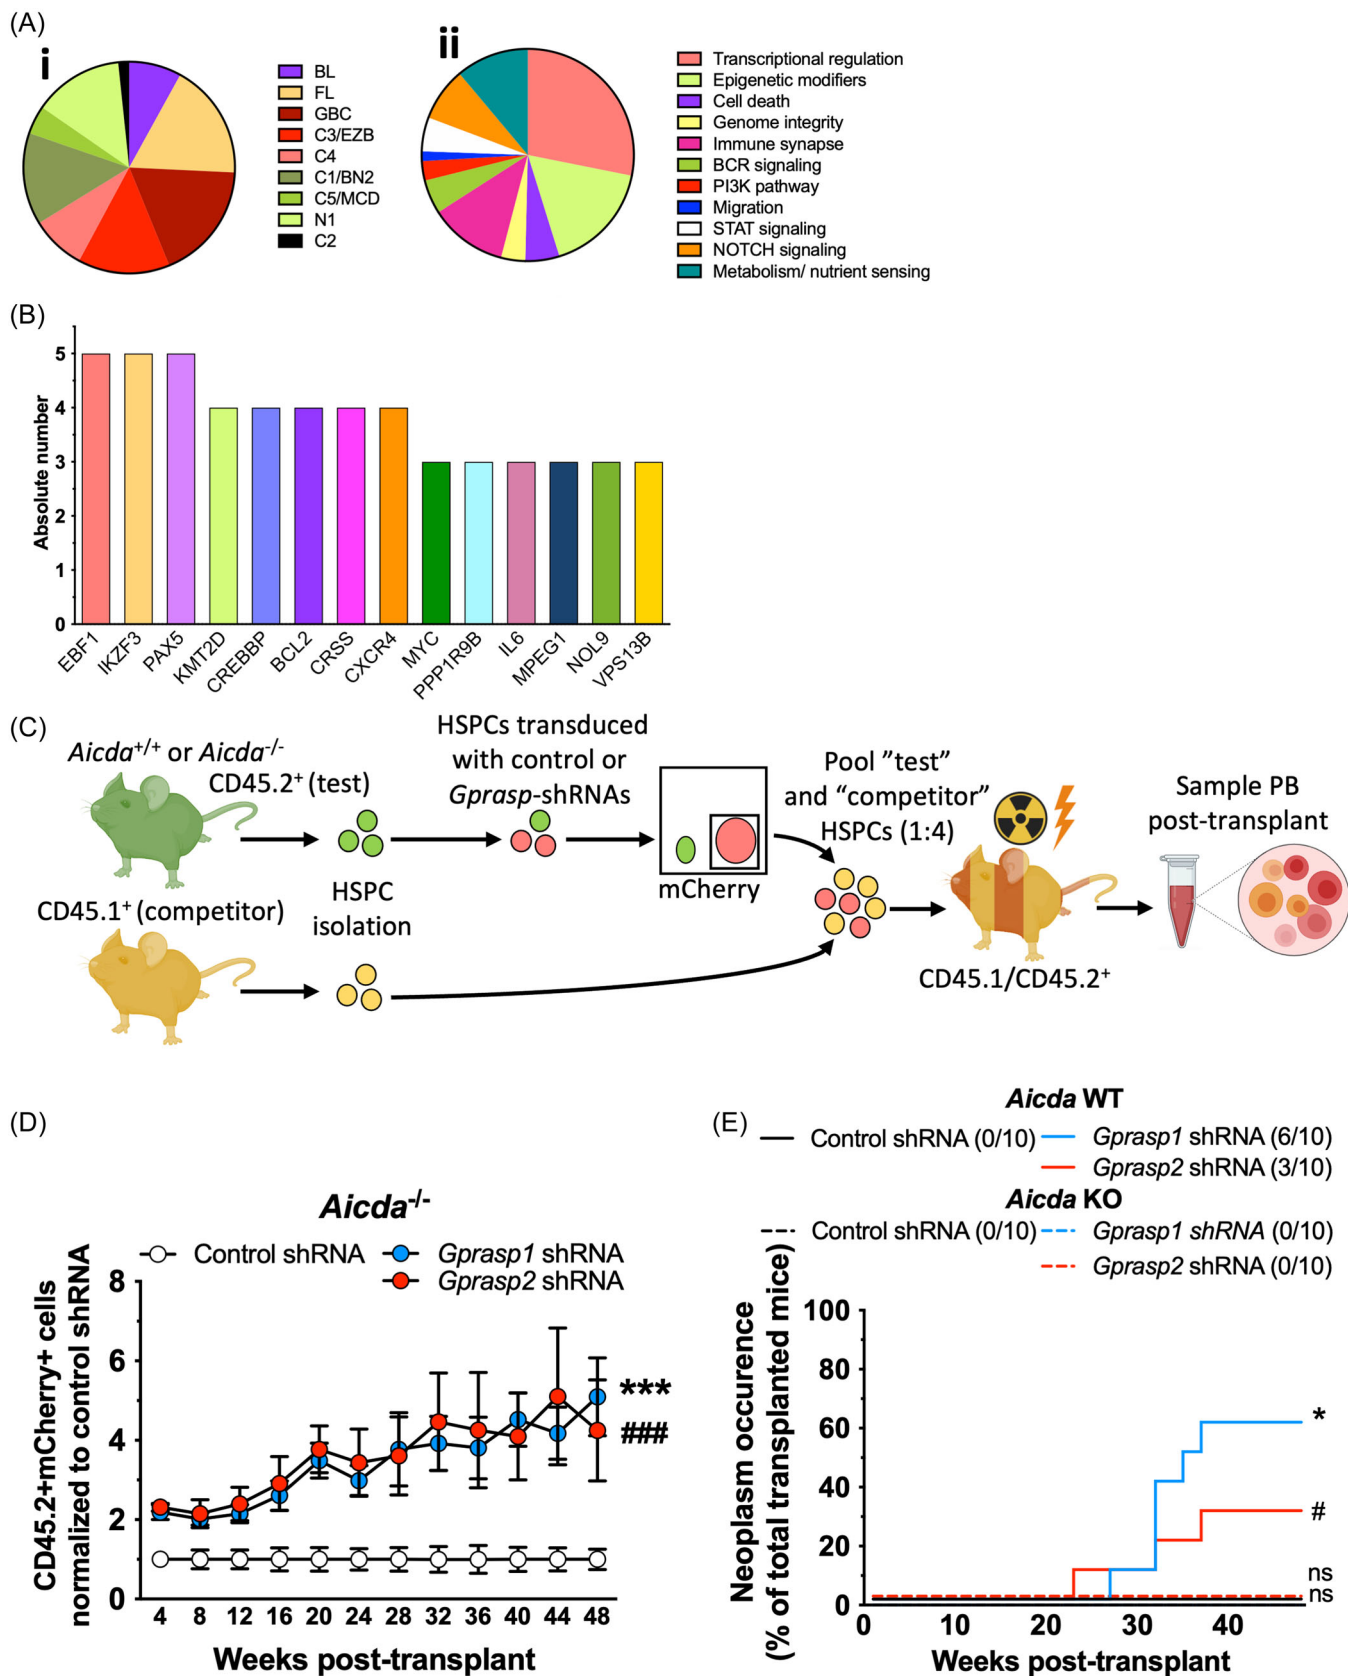 (A)
i
BL
FL
GBC
C3/EZB
C4
C1/BN2
C5/MCD
N1
C2
ii
Transcriptional regulation
Epigenetic modifiers
Cell death
Genome integrity
Immune synapse
BCR signaling
PI3K pathway
Migration
STAT signaling
NOTCH signaling
Metabolism/ nutrient sensing
(B)
Absolute number
5
4
3
2
1
0
EBF1
IKZF3
PAX5
KMT2D
CREBBP
BCL2
CRSS
CXCR4
MYC
PPP1R9B
IL6
MPEG1
NOL9
VPS13B
(C)
Aicda+/+ or Aicda-/-
CD45.2+ (test)
CD45.1+ (competitor)
HSPC
isolation
HSPCs transduced
with control or
Gprasp-shRNAs
mCherry
Pool ”test”
and “competitor”
HSPCs (1:4)
CD45.1/CD45.2+
Sample PB
post-transplant
(D)
Aicda-/-
Control shRNA
Gprasp1 shRNA
Gprasp2 shRNA
CD45.2+mCherry+ cells
normalized to control shRNA
8
6
4
2
0
***
###
4 8 12 16 20 24 28 32 36 40 44 48
Weeks post-transplant
(E)
Aicda WT
Control shRNA (0/10)
Gprasp1 shRNA (6/10)
Gprasp2 shRNA (3/10)
Aicda KO
Control shRNA (0/10)
Gprasp1 shRNA (0/10)
Gprasp2 shRNA (0/10)
Neoplasm occurence
(% of total transplanted mice)
100
80
60
40
20
0
*
#
ns
ns
0 10 20 30 40
Weeks post-transplant